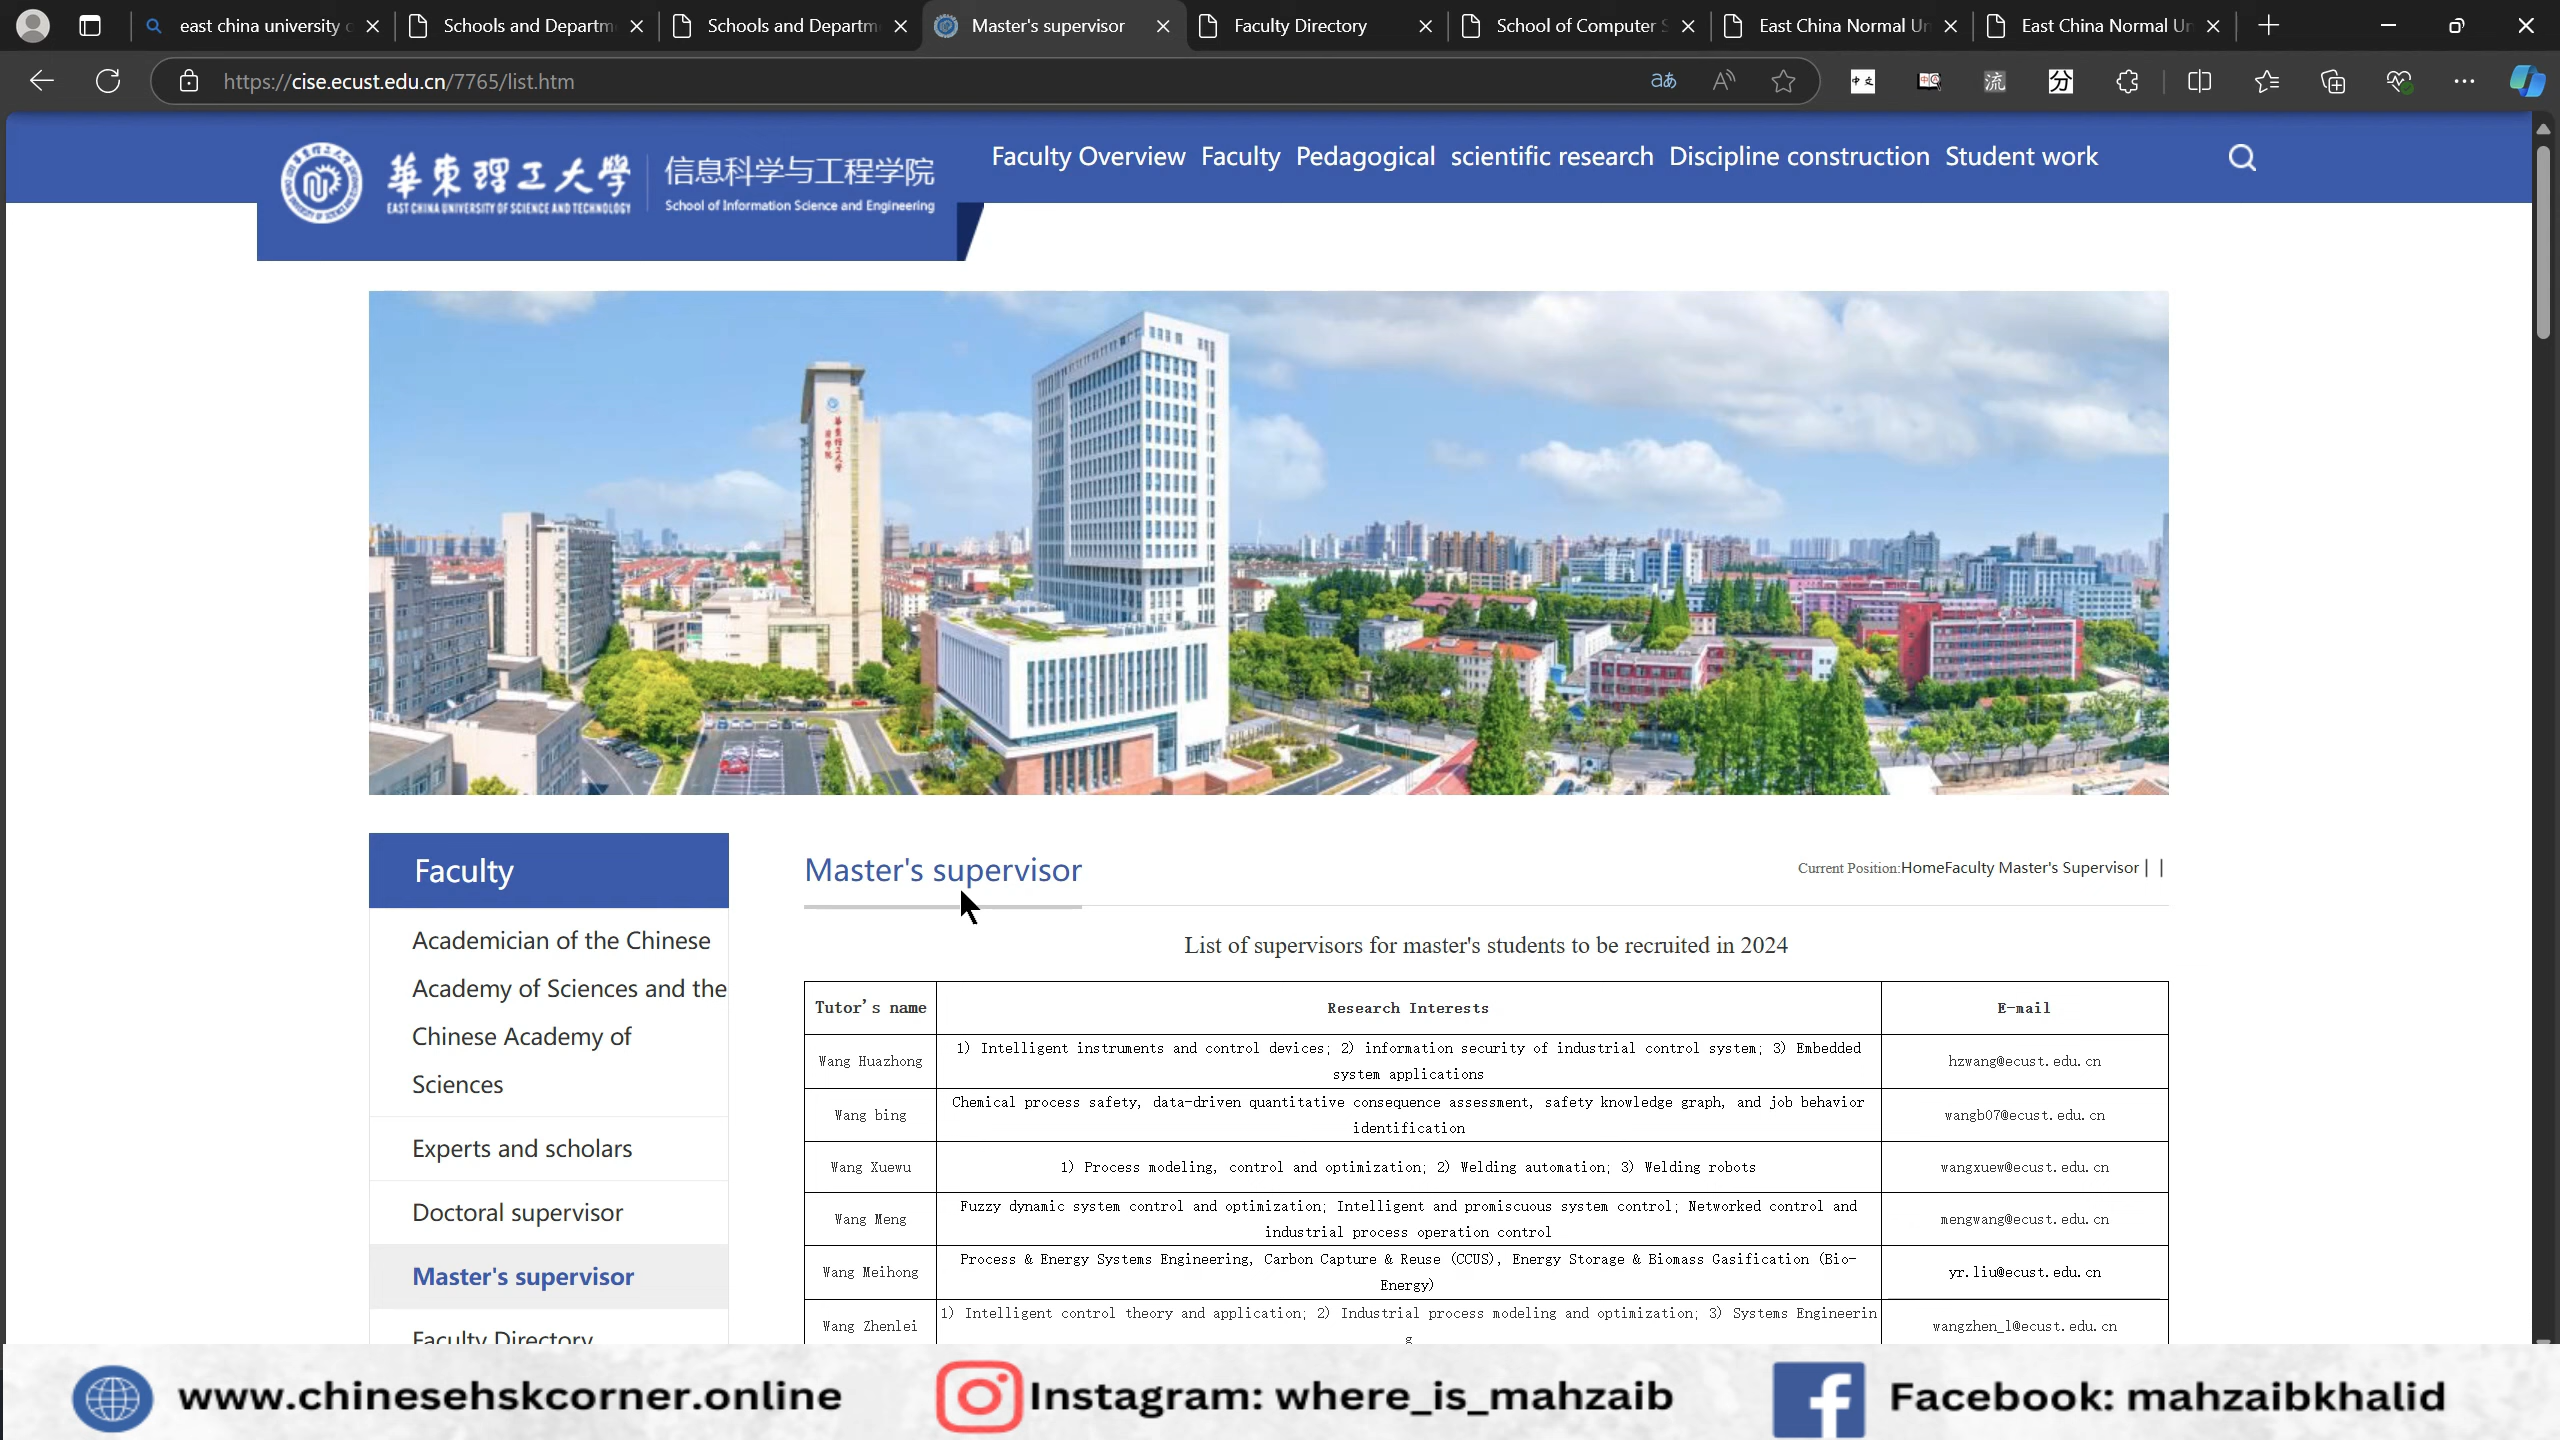 east china university c
Schools and Departm
Schools and Departm
Master's supervisor
Faculty Directory
School of Computer S
East China Normal Un
East China Normal Un
https://cise.ecust.edu.cn/7765/list.htm
華東理工大學
EAST CHINA UNIVERSITY OF SCIENCE AND TECHNOLOGY
信息科学与工程学院
School of Information Science and Engineering
Faculty Overview Faculty Pedagogical scientific research Discipline construction Student work
Faculty
Academician of the Chinese
Academy of Sciences and the
Chinese Academy of
Sciences
Experts and scholars
Doctoral supervisor
Master's supervisor
Faculty Directory
Master's supervisor
Current Position:HomeFaculty Master's Supervisor | |
List of supervisors for master's students to be recruited in 2024
Tutor's name Research Interests E-mail
Wang Huazhong 1) Intelligent instruments and control devices; 2) information security of industrial control system; 3) Embedded
system applications hzwang@ecust.edu.cn
Wang bing Chemical process safety, data-driven quantitative consequence assessment, safety knowledge graph, and job behavior
identification wangb07@ecust.edu.cn
Wang Xuewu 1) Process modeling, control and optimization; 2) Welding automation; 3) Welding robots wangxuew@ecust.edu.cn
Wang Meng Fuzzy dynamic system control and optimization; Intelligent and promiscuous system control; Networked control and
industrial process operation control mengwang@ecust.edu.cn
Wang Meihong Process & Energy Systems Engineering, Carbon Capture & Reuse (CCUS), Energy Storage & Biomass Gasification (Bio-
Energy) yr.liu@ecust.edu.cn
Wang Zhenlei 1) Intelligent control theory and application; 2) Industrial process modeling and optimization; 3) Systems Engineerin
g wangzhen_l@ecust.edu.cn
www.chinesehskcorner.online
Instagram: where_is_mahzaib
Facebook: mahzaibkhalid